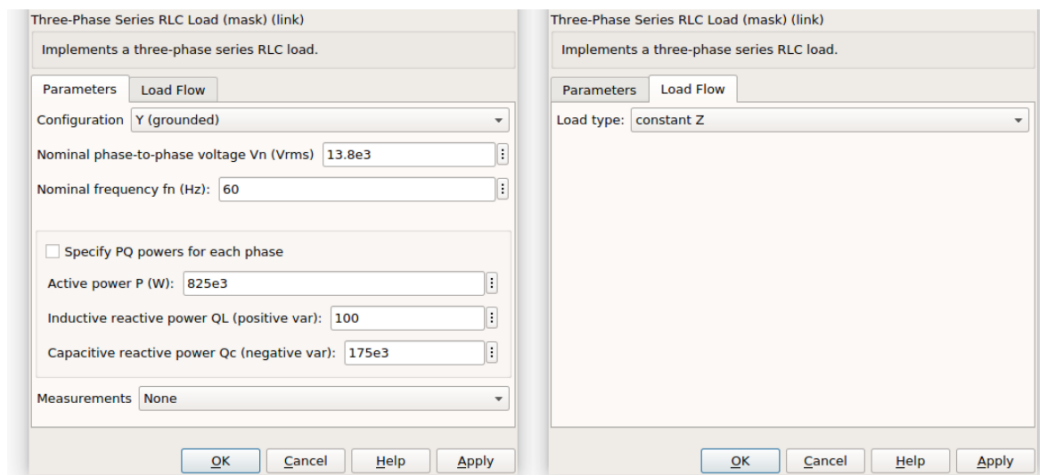 Three-Phase Series RLC Load (mask) (link)
Implements a three-phase series RLC load.
Parameters Load Flow
Configuration Y (grounded)
Nominal phase-to-phase voltage Vn (Vrms) 13.8e3
Nominal frequency fn (Hz): 60
Specify PQ powers for each phase
Active power P (W): 825e3
Inductive reactive power QL (positive var): 100
Capacitive reactive power Qc (negative var): 175e3
Measurements None
OK Cancel Help Apply
Three-Phase Series RLC Load (mask) (link)
Implements a three-phase series RLC load.
Parameters Load Flow
Load type: constant Z
OK Cancel Help Apply